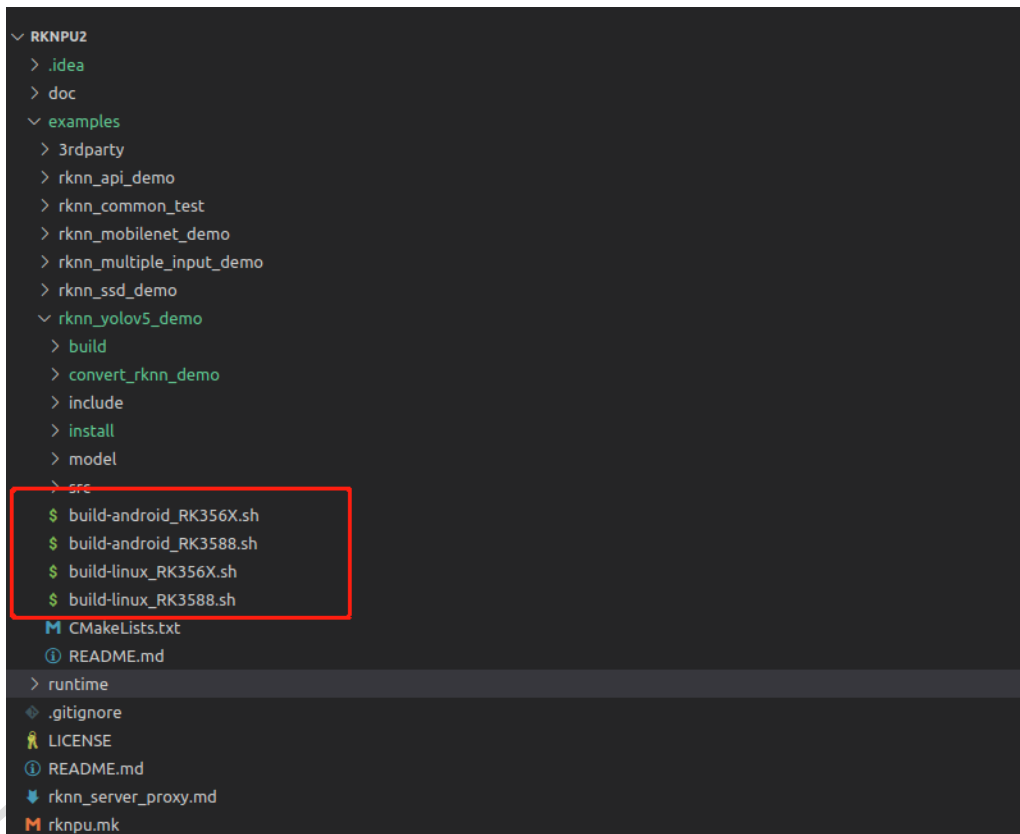 RKNPU2
.idea
doc
examples
3rdparty
rknn_api_demo
rknn_common_test
rknn_mobilenet_demo
rknn_multiple_input_demo
rknn_ssd_demo
rknn_yolov5_demo
build
convert_rknn_demo
include
install
model
src
$ build-android_RK356X.sh
$ build-android_RK3588.sh
$ build-linux_RK356X.sh
$ build-linux_RK3588.sh
M CMakeLists.txt
README.md
runtime
.gitignore
LICENSE
README.md
rknn_server_proxy.md
M rknpu.mk